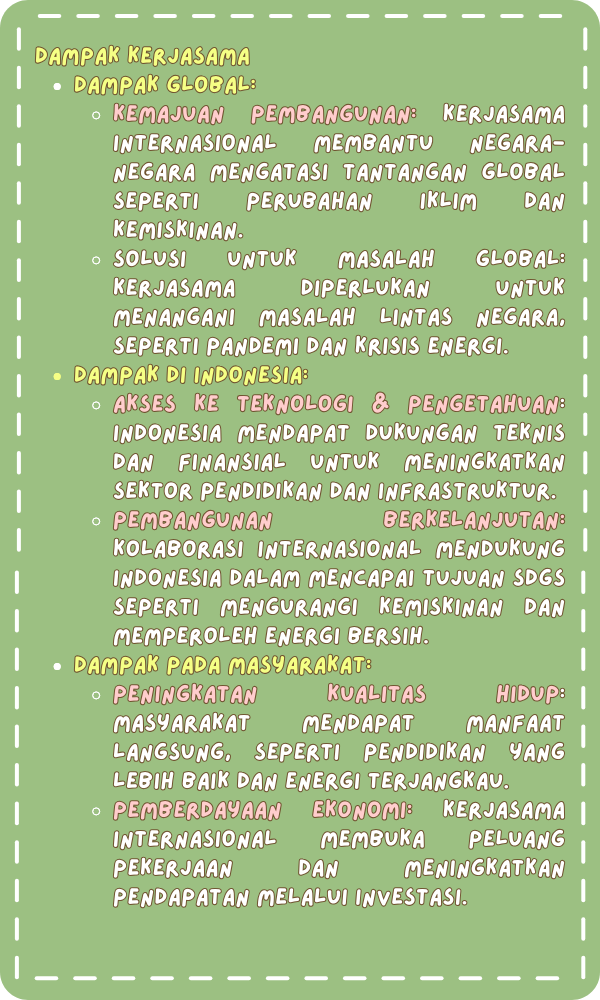 DAMPAK KERJASAMA
• DAMPAK GLOBAL:
○ KEMAJUAN PEMBANGUNAN: KERJASAMA
INTERNASIONAL MEMBANTU NEGARA-
NEGARA MENGATASI TANTANGAN GLOBAL
SEPERTI PERUBAHAN IKLIM DAN
KEMISKINAN.
○ SOLUSI UNTUK MASALAH GLOBAL:
KERJASAMA DIPERLUKAN UNTUK
MENANGANI MASALAH LINTAS NEGARA,
SEPERTI PANDEMI DAN KRISIS ENERGI.
• DAMPAK DI INDONESIA:
○ AKSES KE TEKNOLOGI & PENGETAHUAN:
INDONESIA MENDAPAT DUKUNGAN TEKNIS
DAN FINANSIAL UNTUK MENINGKATKAN
SEKTOR PENDIDIKAN DAN INFRASTRUKTUR.
○ PEMBANGUNAN BERKELANJUTAN:
KOLABORASI INTERNASIONAL MENDUKUNG
INDONESIA DALAM MENCAPAI TUJUAN SDGS
SEPERTI MENGURANGI KEMISKINAN DAN
MEMPEROLEH ENERGI BERSIH.
• DAMPAK PADA MASYARAKAT:
○ PENINGKATAN KUALITAS HIDUP:
MASYARAKAT MENDAPAT MANFAAT
LANGSUNG, SEPERTI PENDIDIKAN YANG
LEBIH BAIK DAN ENERGI TERJANGKAU.
○ PEMBERDAYAAN EKONOMI: KERJASAMA
INTERNASIONAL MEMBUKA PELUANG
PEKERJAAN DAN MENINGKATKAN
PENDAPATAN MELALUI INVESTASI.